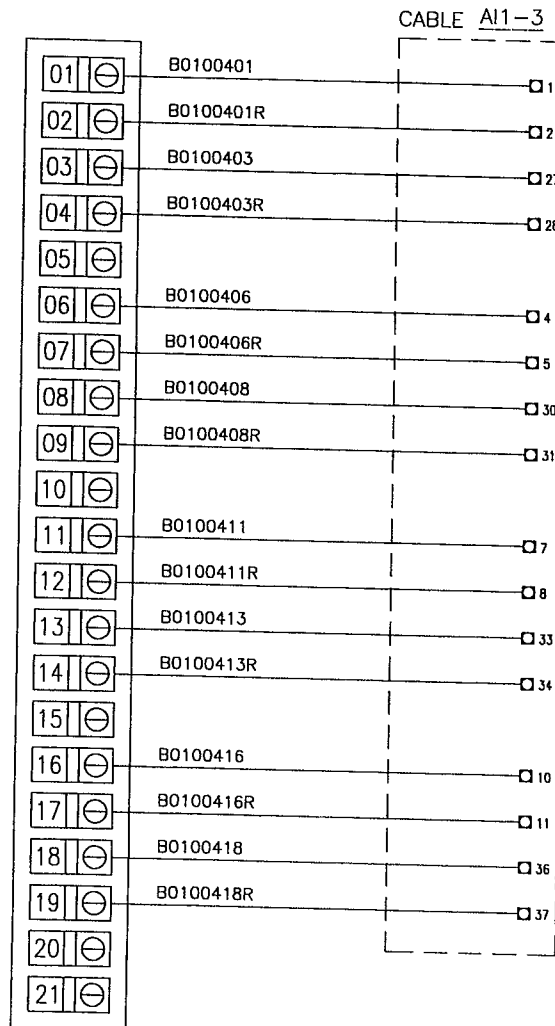 CABLE AI1-3
01 B0100401 1
02 B0100401R 2
03 B0100403 27
04 B0100403R 28
05
06 B0100406 4
07 B0100406R 5
08 B0100408 30
09 B0100408R 31
10
11 B0100411 7
12 B0100411R 8
13 B0100413 33
14 B0100413R 34
15
16 B0100416 10
17 B0100416R 11
18 B0100418 36
19 B0100418R 37
20
21